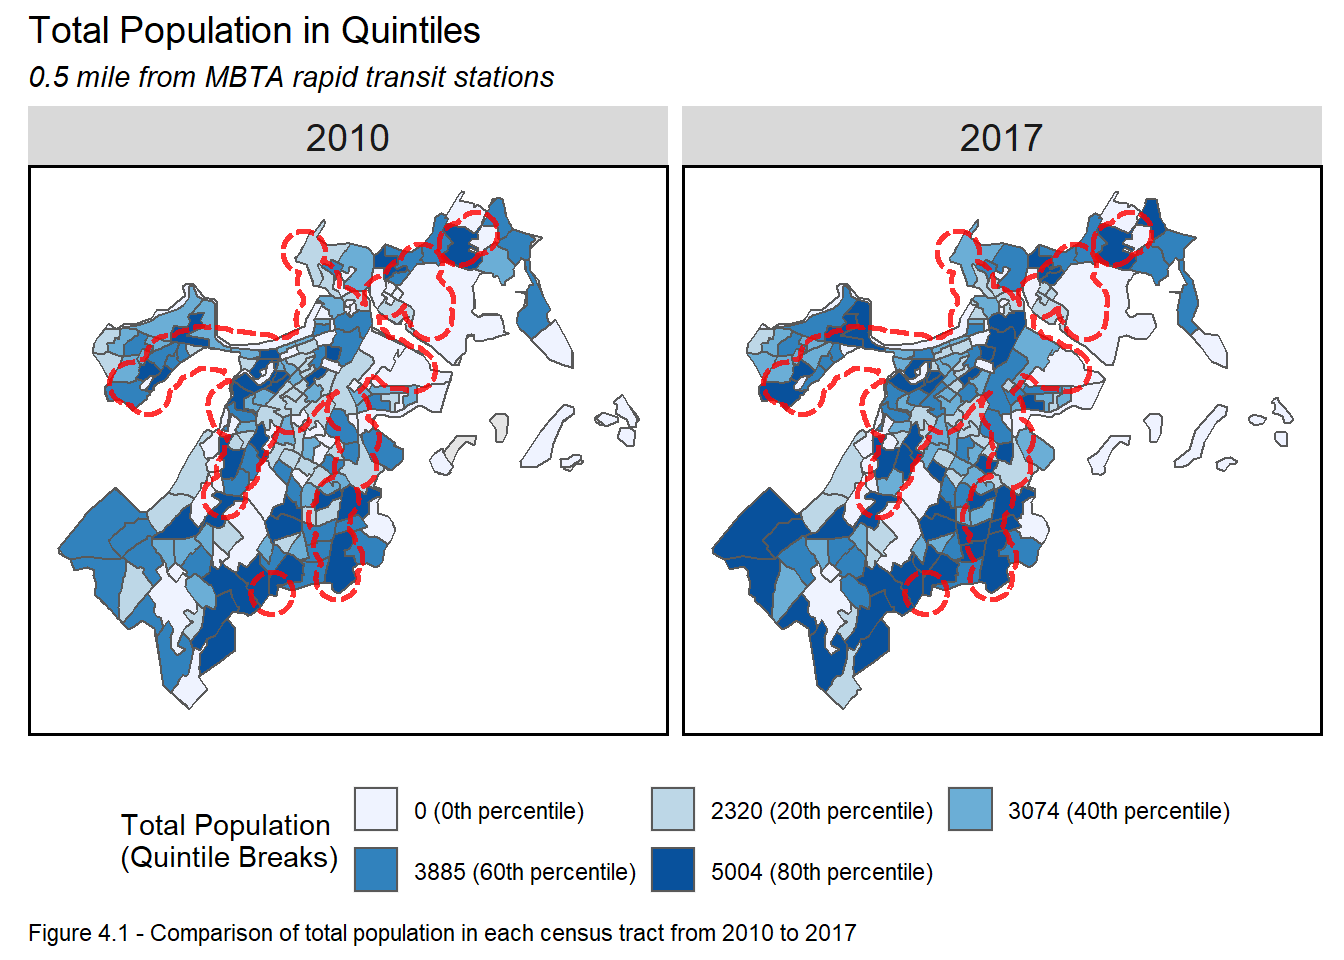 Total Population in Quintiles
0.5 mile from MBTA rapid transit stations
2010
2017
Total Population
(Quintile Breaks)
0 (0th percentile)
2320 (20th percentile)
3074 (40th percentile)
3885 (60th percentile)
5004 (80th percentile)
Figure 4.1 - Comparison of total population in each census tract from 2010 to 2017